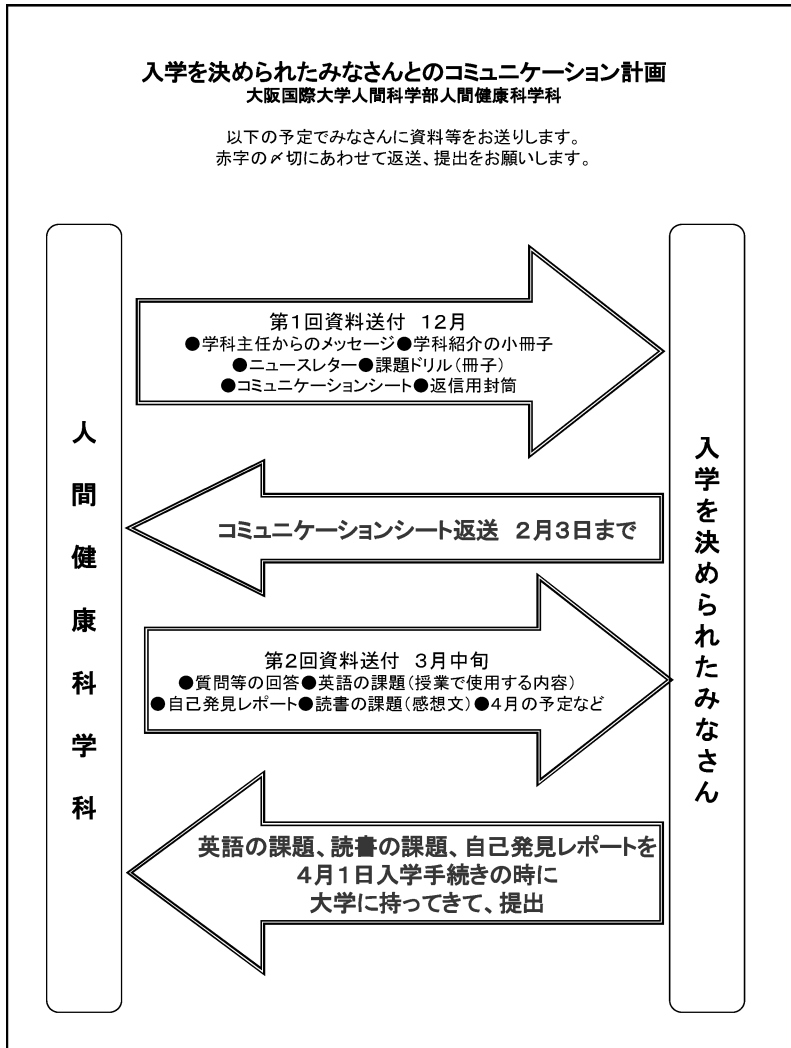 入学を決められたみなさんとのコミュニケーション計画
大阪国際大学人間科学部人間健康科学科
以下の予定でみなさんに資料等をお送りします。
赤字の〆切にあわせて返送、提出をお願いします。
人間健康科学科
第1回資料送付 12月
●学科主任からのメッセージ●学科紹介の小冊子
●ニュースレター●課題ドリル(冊子)
●コミュニケーションシート●返信用封筒
コミュニケーションシート返送 2月3日まで
第2回資料送付 3月中旬
●質問等の回答●英語の課題(授業で使用する内容)
●自己発見レポート●読書の課題(感想文)●4月の予定など
英語の課題、読書の課題、自己発見レポートを
4月1日入学手続きの時に
大学に持ってきて、提出
入学を決められたみなさん